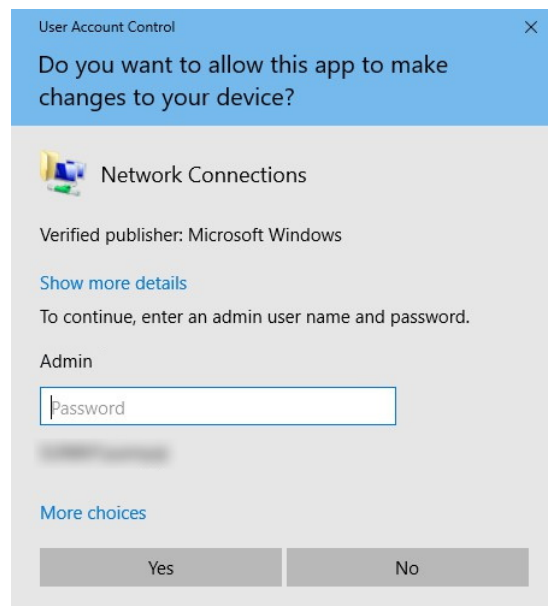 User Account Control
Do you want to allow this app to make
changes to your device?
Network Connections
Verified publisher: Microsoft Windows
Show more details
To continue, enter an admin user name and password.
Admin
Password
More choices
Yes No